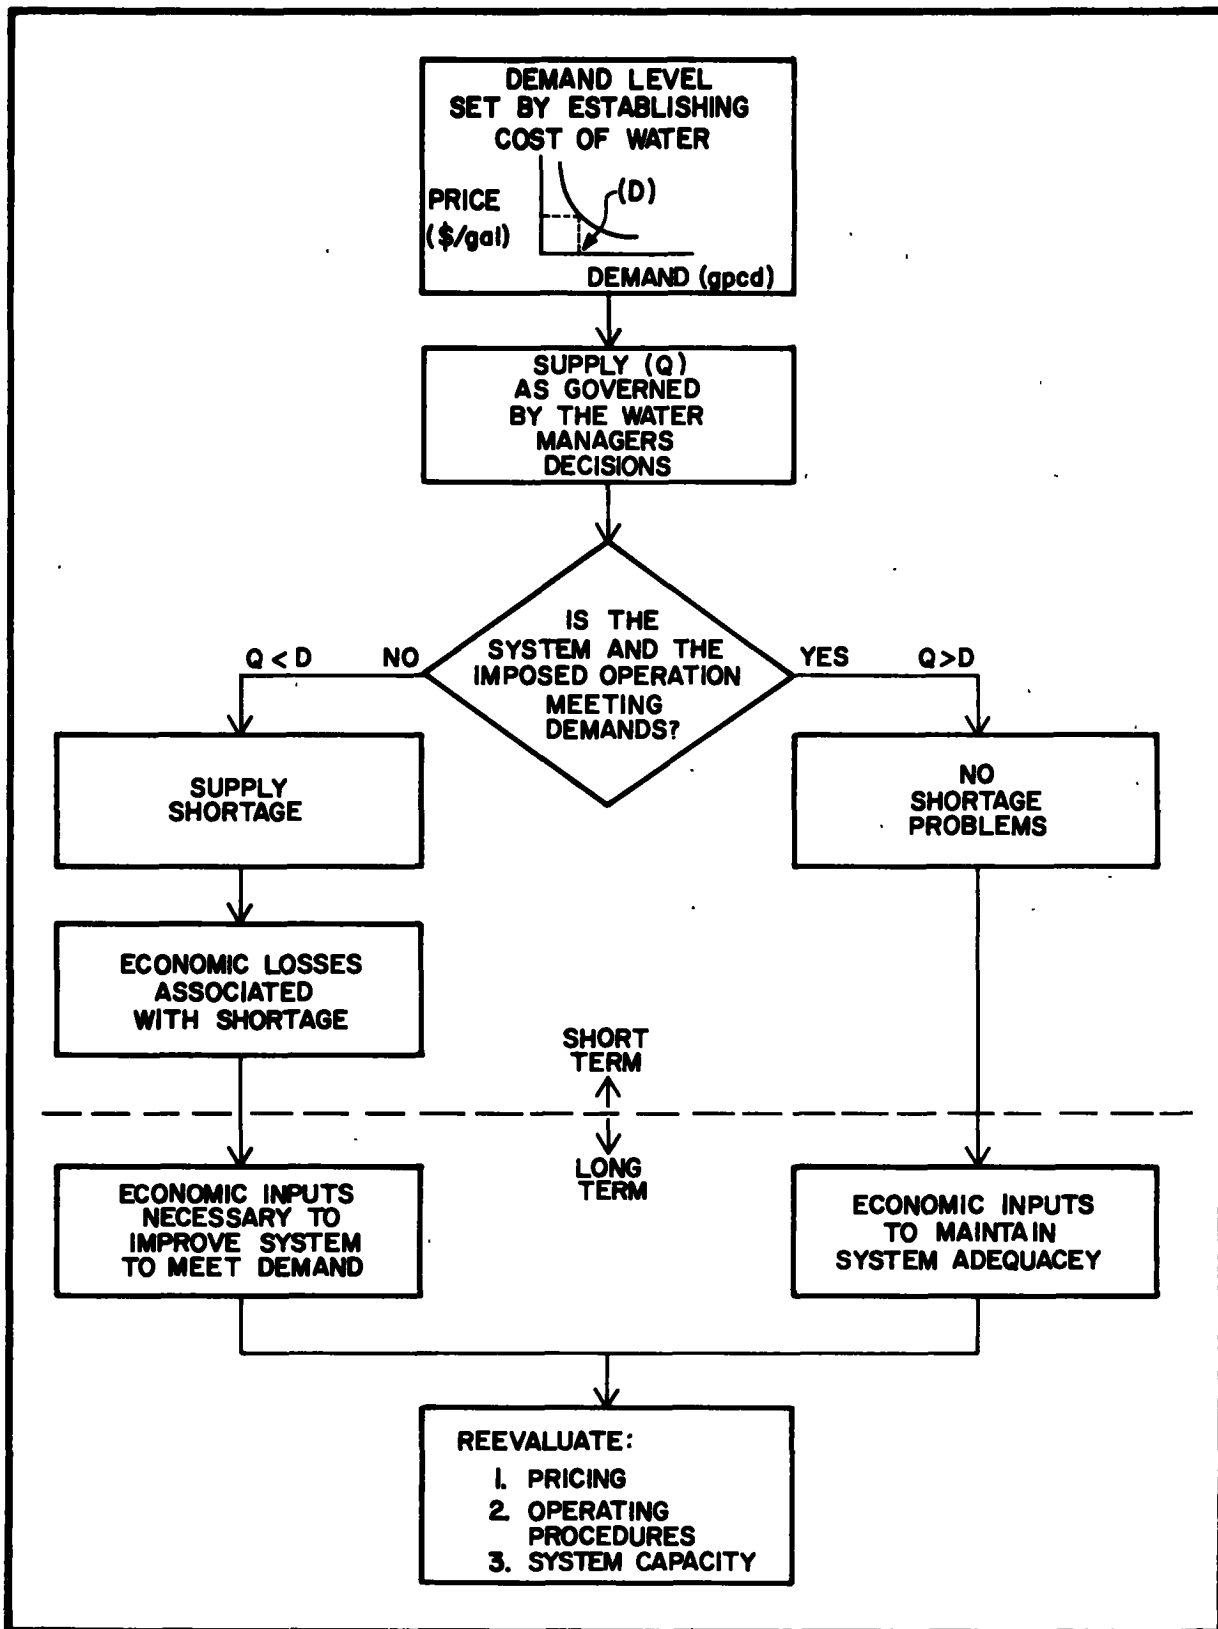 DEMAND LEVEL
SET BY ESTABLISHING
COST OF WATER
PRICE
($/gal)
(D)
DEMAND (gpcd)
SUPPLY (Q)
AS GOVERNED
BY THE WATER
MANAGERS
DECISIONS
IS THE
SYSTEM AND THE
IMPOSED OPERATION
MEETING
DEMANDS?
Q < D NO
YES Q>D
SUPPLY
SHORTAGE
NO
SHORTAGE
PROBLEMS
ECONOMIC LOSSES
ASSOCIATED
WITH SHORTAGE
SHORT
TERM
LONG
TERM
ECONOMIC INPUTS
NECESSARY TO
IMPROVE SYSTEM
TO MEET DEMAND
ECONOMIC INPUTS
TO MAINTAIN
SYSTEM ADEQUACEY
REEVALUATE:
1. PRICING
2. OPERATING
PROCEDURES
3. SYSTEM CAPACITY